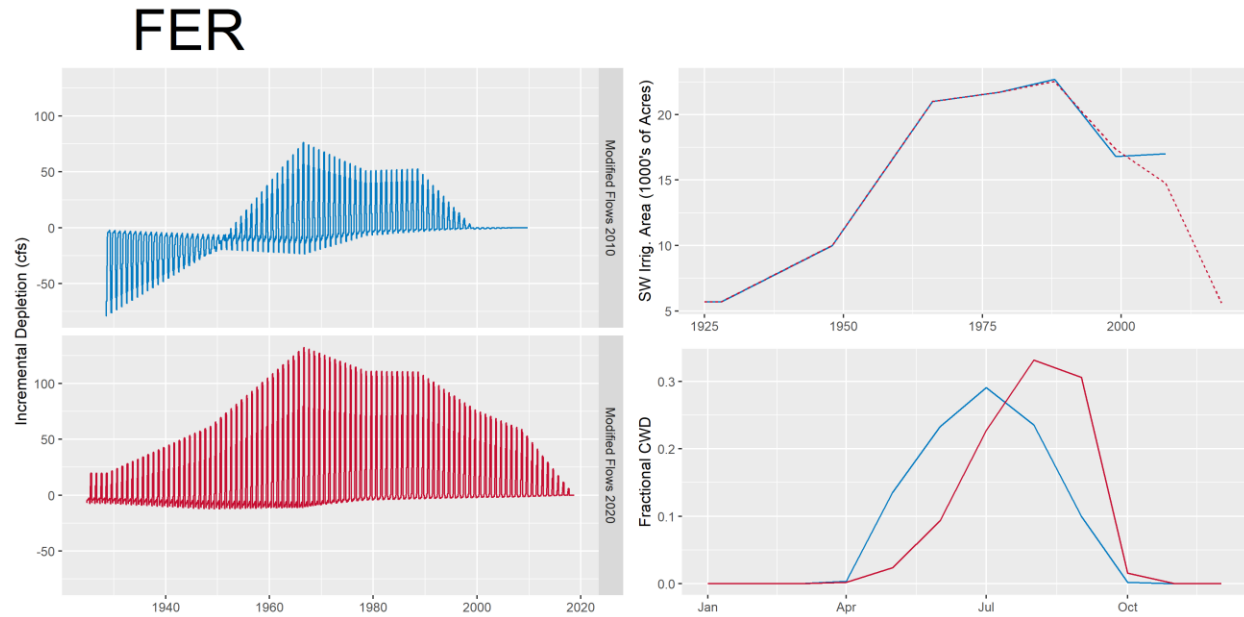 FER
Incremental Depletion (cfs)
100
50
0
-50
Modified Flows 2010
100
50
0
-50
Modified Flows 2020
1940
1960
1980
2000
2020
SW Irrig. Area (1000's of Acres)
20
15
10
5
1925
1950
1975
2000
Fractional CWD
0.3
0.2
0.1
0.0
Jan
Apr
Jul
Oct